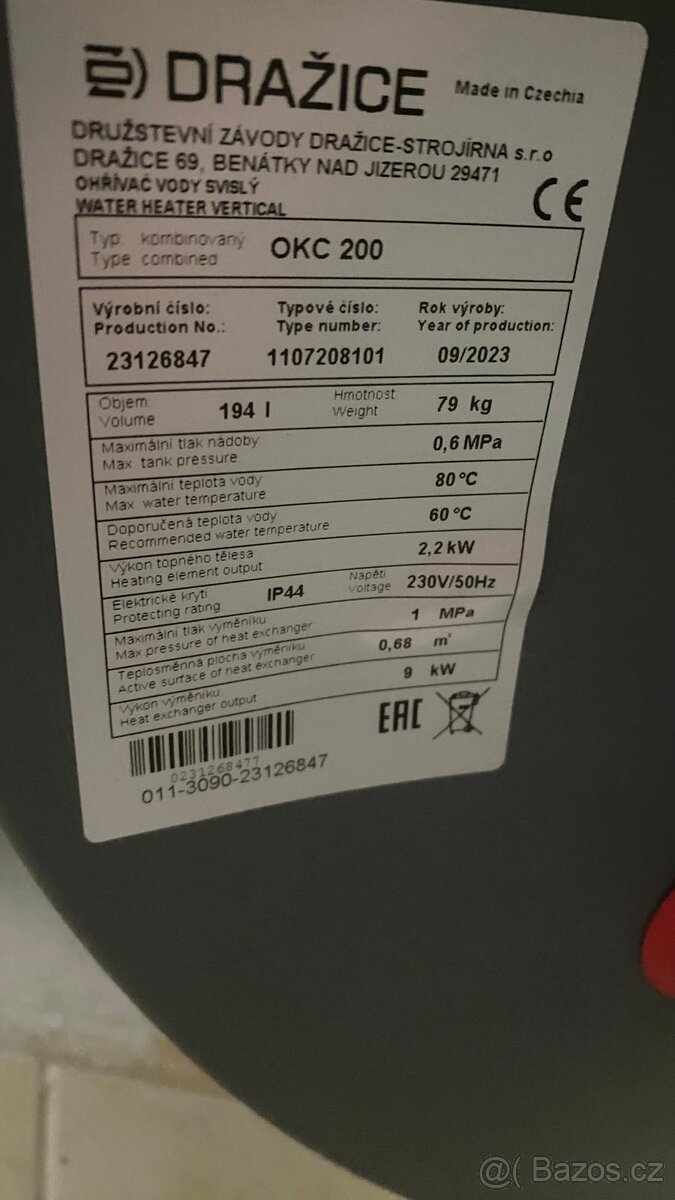 DRAŽICE Made in Czechia
DRUŽSTEVNÍ ZÁVODY DRAŽICE-STROJÍRNA s.r.o
DRAŽICE 69, BENÁTKY NAD JIZEROU 29471
OHŘÍVAČ VODY SVISLÝ
WATER HEATER VERTICAL
CE
Typ kombinovaný
Type combined
OKC 200
Výrobní číslo: Typové číslo: Rok výroby:
Production No.: Type number: Year of production:
23126847 1107208101 09/2023
Objem Hmotnost
Volume 194 l Weight 79 kg
Maximální tlak nádoby
Max tank pressure 0,6 MPa
Maximální teplota vody
Max. water temperature 80 °C
Doporučená teplota vody
Recommended water temperature 60 °C
Výkon topného tělesa
Heating element output 2,2 kW
Elektrické krytí Napětí
Protecting rating IP44 Voltage 230V/50Hz
Maximální tlak výměníku
Max pressure of heat exchanger 1 MPa
Teplosměnná plocha výměníku
Active surface of heat exchanger 0,68 m²
Výkon výměníku
Heat exchanger output 9 kW
EAC
0231268477
011-3090-23126847
@( Bazos.cz